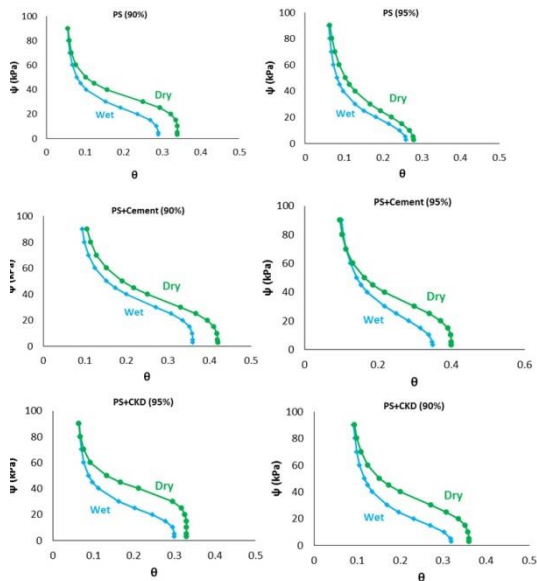 PS (90%)
100
80
60
40
20
0
ψ (kPa)
Dry
Wet
0
0.1
0.2
0.3
0.4
0.5
θ
PS (95%)
100
80
60
40
20
0
ψ (kPa)
Dry
Wet
0
0.1
0.2
0.3
0.4
0.5
θ
PS+Cement (90%)
100
80
60
40
20
0
Dry
Wet
0
0.1
0.2
0.3
0.4
0.5
θ
PS+Cement (95%)
100
80
60
40
20
0
ψ (kPa)
Dry
Wet
0
0.2
0.4
0.6
θ
PS+CKD (95%)
100
80
60
40
20
0
ψ (kPa)
Dry
Wet
0
0.1
0.2
0.3
0.4
0.5
θ
PS+CKD (90%)
100
80
60
40
20
0
ψ (kPa)
Dry
Wet
0
0.1
0.2
0.3
0.4
0.5
θ